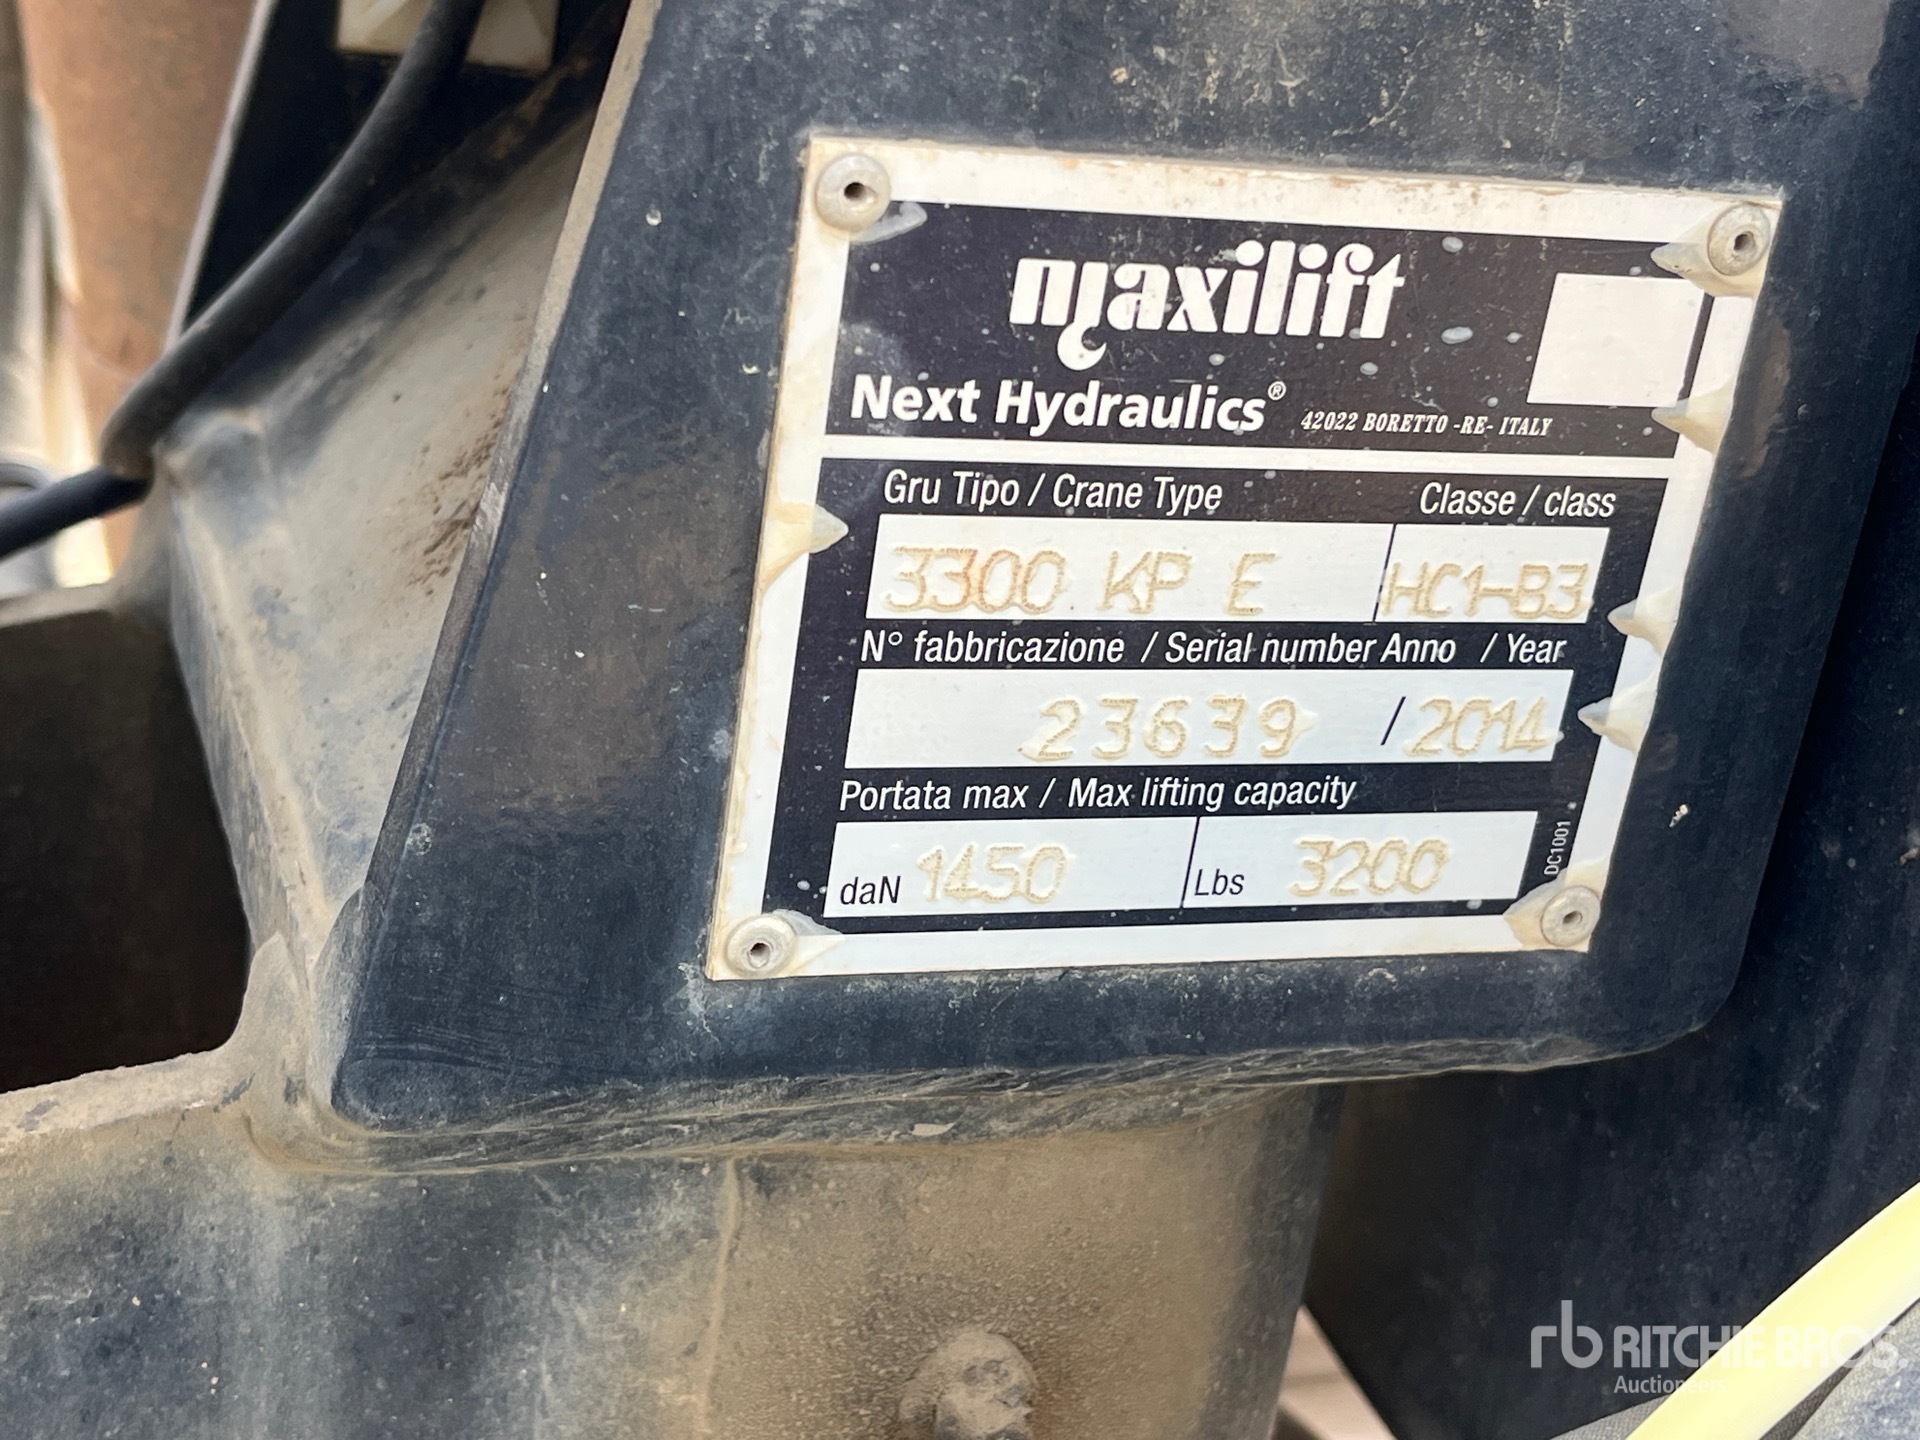 maxilift
Next Hydraulics®
42022 BORETTO -RE- ITALY
Gru Tipo / Crane Type Classe / class
3300 KP E HC1-B3
N° fabbricazione / Serial number Anno / Year
23639 / 2014
Portata max / Max lifting capacity
daN 1450 Lbs 3200
DC1001
rb RITCHIE BROS.
Auctioneers